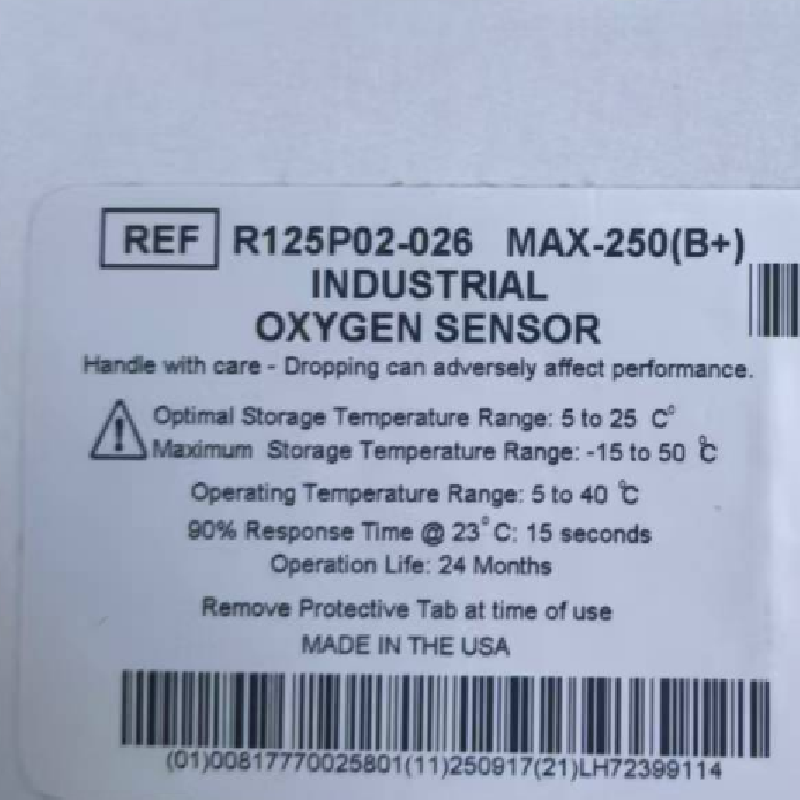 REF R125P02-026 MAX-250(B+)
INDUSTRIAL
OXYGEN SENSOR
Handle with care - Dropping can adversely affect performance.
Optimal Storage Temperature Range: 5 to 25 C°
Maximum Storage Temperature Range: -15 to 50 °C
Operating Temperature Range: 5 to 40 °C
90% Response Time @ 23°C: 15 seconds
Operation Life: 24 Months
Remove Protective Tab at time of use
MADE IN THE USA
(01)00817770025801(11)250917(21)LH72399114